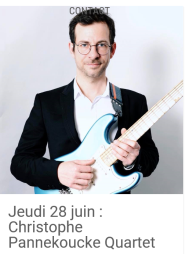 CONTACT
Jeudi 28 juin :
Christophe
Pannekoucke Quartet